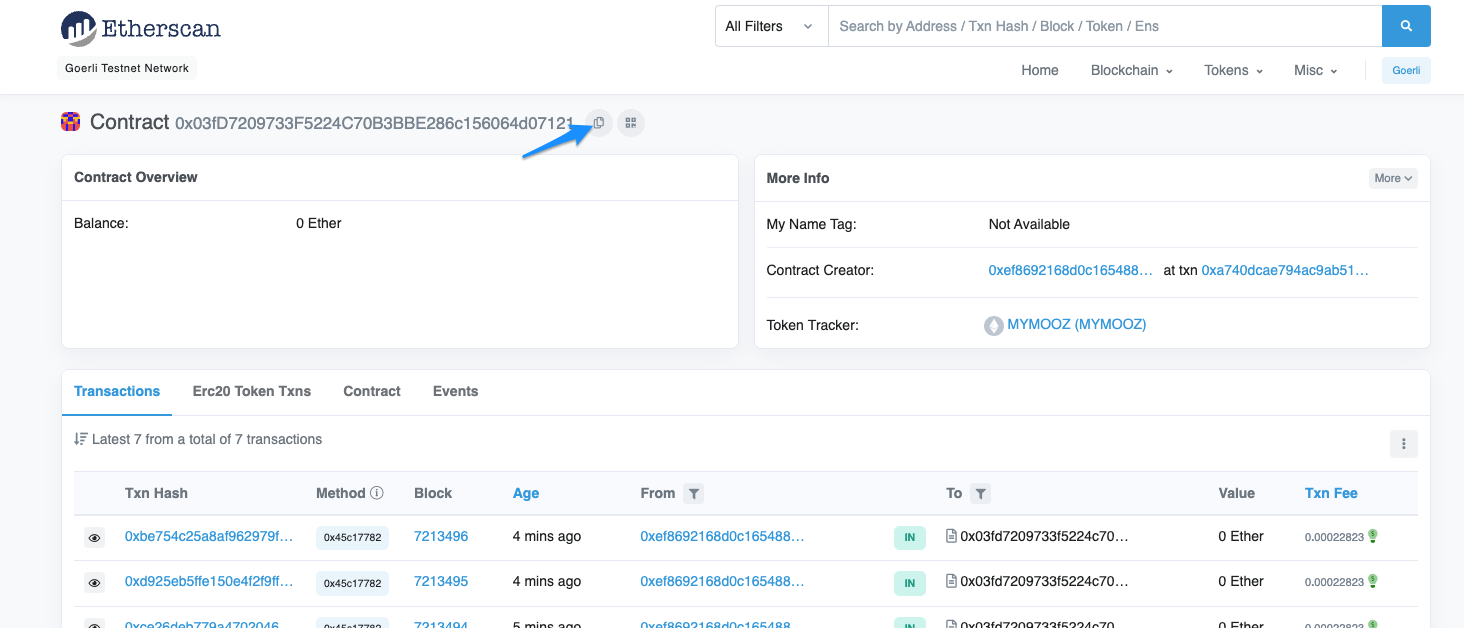 Etherscan
All Filters
Search by Address / Txn Hash / Block / Token / Ens
Goerli Testnet Network
Home Blockchain Tokens Misc Goerli
Contract 0x03fD7209733F5224C70B3BBE286c156064d07121
Contract Overview
Balance: 0 Ether
More Info More
My Name Tag: Not Available
Contract Creator: 0xef8692168d0c165488... at txn 0xa740dcae794ac9ab51...
Token Tracker: MYMOOZ (MYMOOZ)
Transactions Erc20 Token Txns Contract Events
Latest 7 from a total of 7 transactions
Txn Hash Method Block Age From To Value Txn Fee
0xbe754c25a8af962979f... 0x45c17782 7213496 4 mins ago 0xef8692168d0c165488... IN 0x03fd7209733f5224c70... 0 Ether 0.00022823
0xd925eb5ffe150e4f2f9ff... 0x45c17782 7213495 4 mins ago 0xef8692168d0c165488... IN 0x03fd7209733f5224c70... 0 Ether 0.00022823
0xce26deb779a4702046... 0x45c17782 7213494 5 mins ago 0xef8692168d0c165488... IN 0x03fd7209733f5224c70... 0 Ether 0.00022823